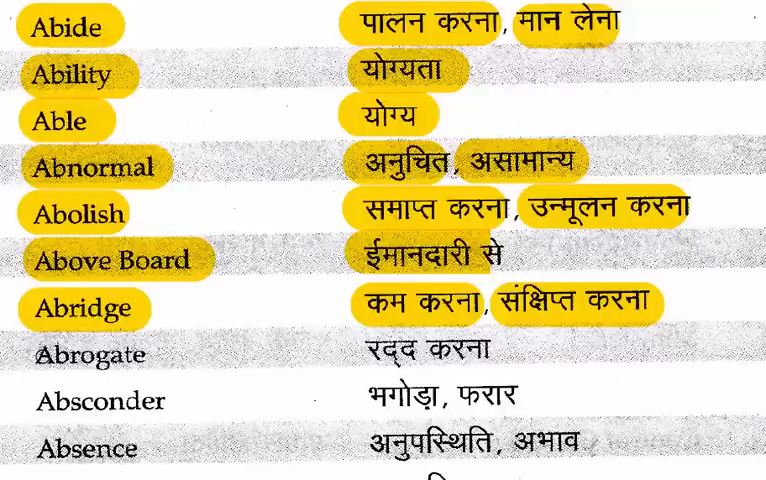 Abide पालन करना, मान लेना
Ability योग्यता
Able योग्य
Abnormal अनुचित, असामान्य
Abolish समाप्त करना, उन्मूलन करना
Above Board ईमानदारी से
Abridge कम करना, संक्षिप्त करना
Abrogate रद्द करना
Absconder भगोड़ा, फरार
Absence अनुपस्थिति, अभाव